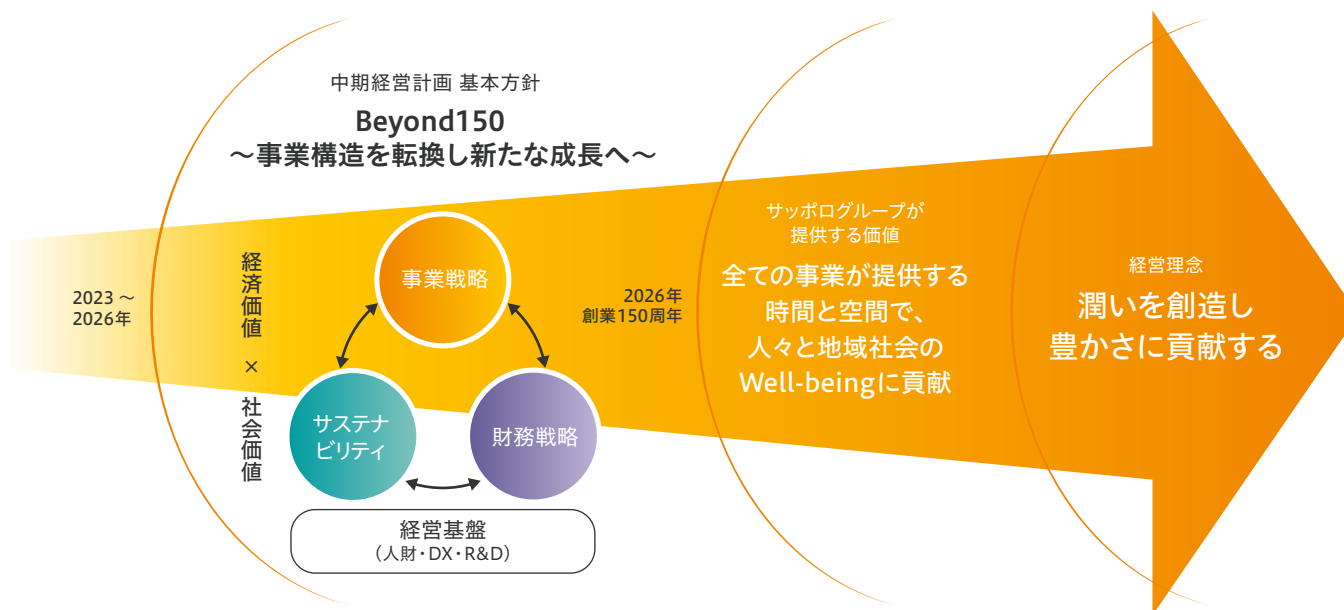 中期経営計画 基本方針
Beyond150
～事業構造を転換し新たな成長へ～
2023～
2026年
経済価値 × 社会価値
事業戦略
サステナ
ビリティ
財務戦略
経営基盤
（人財・DX・R&D）
2026年
創業150周年
サッポログループが
提供する価値
全ての事業が提供する
時間と空間で、
人々と地域社会の
Well-beingに貢献
経営理念
潤いを創造し
豊かさに貢献する